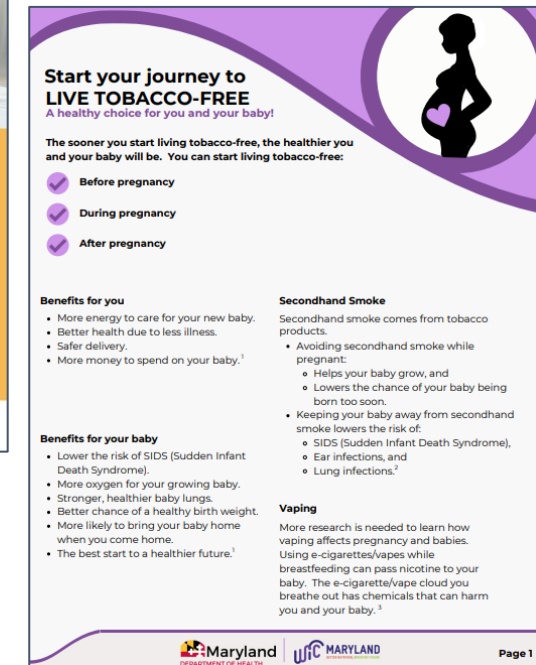 Start your journey to
LIVE TOBACCO-FREE
A healthy choice for you and your baby!
The sooner you start living tobacco-free, the healthier you
and your baby will be. You can start living tobacco-free:
Before pregnancy
During pregnancy
After pregnancy
Benefits for you
• More energy to care for your new baby.
• Better health due to less illness.
• Safer delivery.
• More money to spend on your baby.¹
Benefits for your baby
• Lower the risk of SIDS (Sudden Infant
Death Syndrome).
• More oxygen for your growing baby.
• Stronger, healthier baby lungs.
• Better chance of a healthy birth weight.
• More likely to bring your baby home
when you come home.
• The best start to a healthier future.¹
Secondhand Smoke
Secondhand smoke comes from tobacco
products.
• Avoiding secondhand smoke while
pregnant:
o Helps your baby grow, and
o Lowers the chance of your baby being
born too soon.
• Keeping your baby away from secondhand
smoke lowers the risk of:
o SIDS (Sudden Infant Death Syndrome),
o Ear infections, and
o Lung infections.²
Vaping
More research is needed to learn how
vaping affects pregnancy and babies.
Using e-cigarettes/vapes while
breastfeeding can pass nicotine to your
baby. The e-cigarette/vape cloud you
breathe out has chemicals that can harm
you and your baby. ³
Maryland
DEPARTMENT OF HEALTH
WIC MARYLAND
Page 1